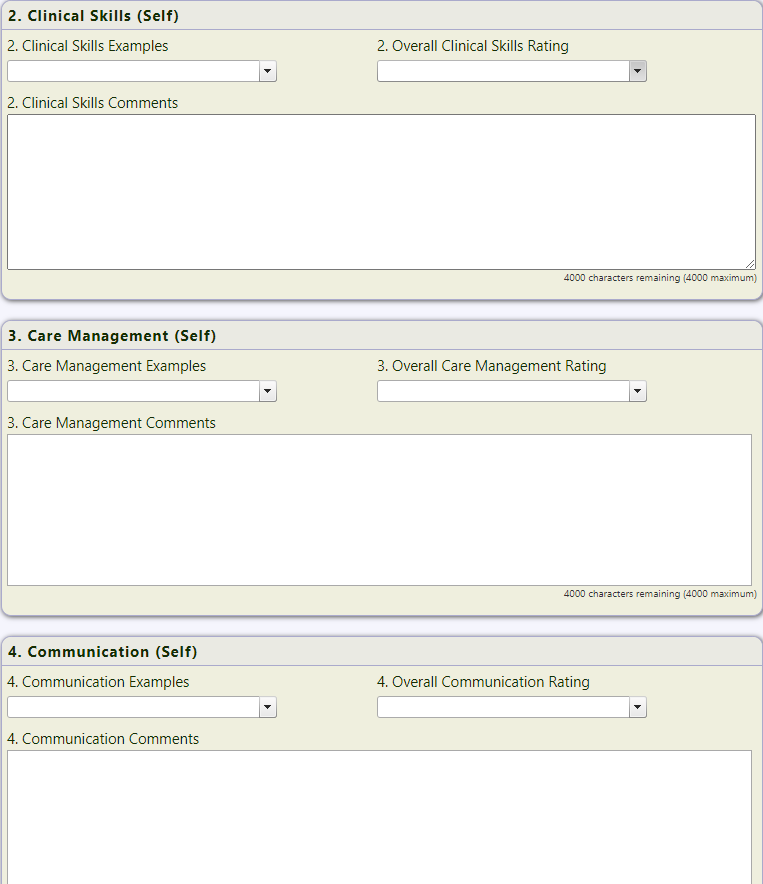 2. Clinical Skills (Self)
2. Clinical Skills Examples
2. Overall Clinical Skills Rating
2. Clinical Skills Comments
4000 characters remaining (4000 maximum)
3. Care Management (Self)
3. Care Management Examples
3. Overall Care Management Rating
3. Care Management Comments
4000 characters remaining (4000 maximum)
4. Communication (Self)
4. Communication Examples
4. Overall Communication Rating
4. Communication Comments